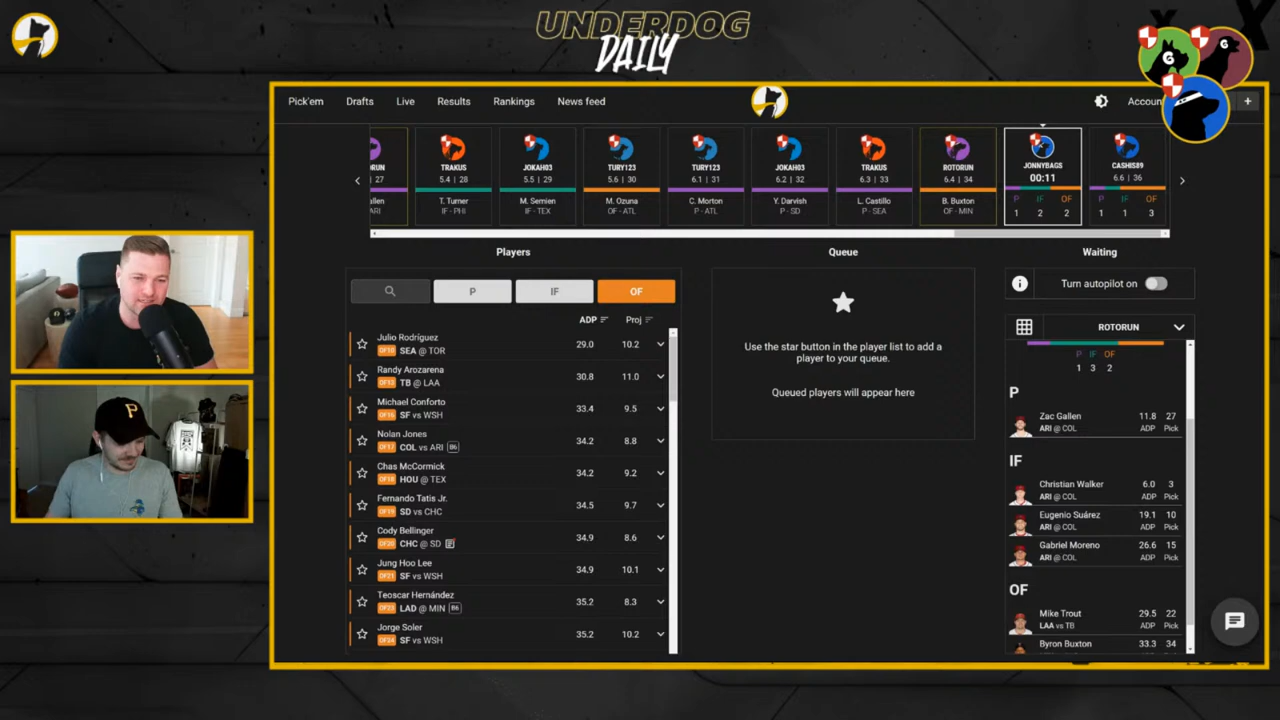 UNDERDOG
DAILY
G
G
Pick'em Drafts Live Results Rankings News feed
Accoun +
ORUN TRAKUS JOKAH03 TURY123 TURY123 JOKAH03 TRAKUS ROTORUN JONNYBAGS CASHIS89
27 5.4 | 28 5.5 | 29 5.6 | 30 6.1 | 31 6.2 | 32 6.3 | 33 6.4 | 34 00:11 6.6 | 36
allen T. Turner M. Semien M. Ozuna C. Morton Y. Darvish L. Castillo B. Buxton P IF OF P IF OF
ARI IF - PHI IF - TEX OF - ATL P - ATL P - SD P - SEA OF - MIN 1 2 2 1 1 3
Players Queue Waiting
P IF OF
Turn autopilot on
ADP Proj
ROTORUN
Julio Rodríguez 29.0 10.2
OF10 SEA @ TOR
Randy Arozarena 30.8 11.0
TB @ LAA
Michael Conforto 33.4 9.5
SF vs WSH
Nolan Jones 34.2 8.8
COL vs ARI B6
Chas McCormick 34.2 9.2
HOU @ TEX
Fernando Tatis Jr. 34.5 9.7
OF19 SD vs CHC
Cody Bellinger 34.9 8.6
OF20 CHC @ SD
Jung Hoo Lee 34.9 10.1
OF21 SF vs WSH
Teoscar Hernández 35.2 8.3
LAD @ MIN B6
Jorge Soler 35.2 10.2
OF24 SF vs WSH
Use the star button in the player list to add a
player to your queue.
Queued players will appear here
P IF OF
1 3 2
P
Zac Gallen 11.8 27
ARI @ COL ADP Pick
IF
Christian Walker 6.0 3
ARI @ COL ADP Pick
Eugenio Suárez 19.1 10
ARI @ COL ADP Pick
Gabriel Moreno 26.6 15
ARI @ COL ADP Pick
OF
Mike Trout 29.5 22
LAA vs TB ADP Pick
Byron Buxton 33.3 34
P